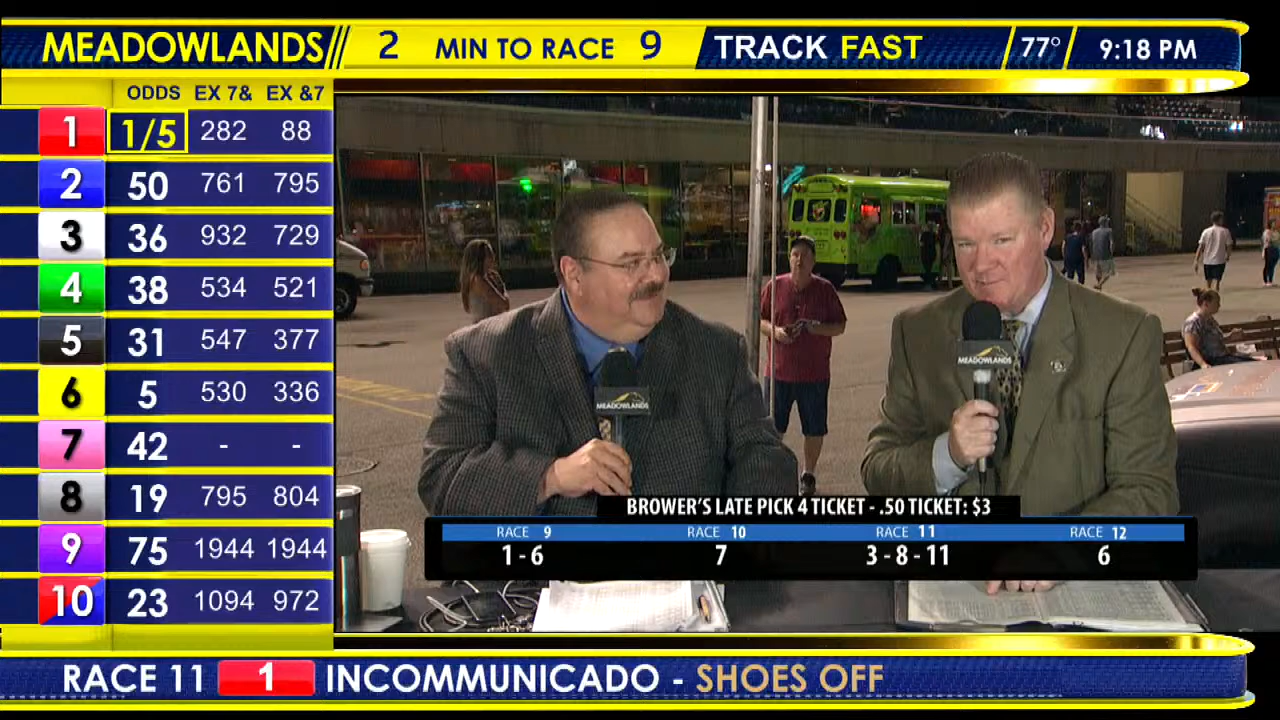 MEADOWLANDS 2 MIN TO RACE 9 TRACK FAST 77° 9:18 PM
ODDS EX 7& EX &7
1 1/5 282 88
2 50 761 795
3 36 932 729
4 38 534 521
5 31 547 377
6 5 530 336
7 42 - -
8 19 795 804
9 75 1944 1944
10 23 1094 972
MEADOWLANDS
MEADOWLANDS
BROWER'S LATE PICK 4 TICKET - .50 TICKET: $3
RACE 9 RACE 10 RACE 11 RACE 12
1 - 6 7 3 - 8 - 11 6
RACE 11 1 INCOMMUNICADO - SHOES OFF